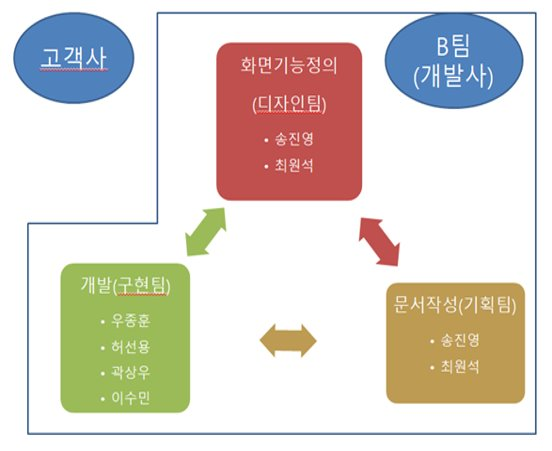 고객사
B팀
(개발사)
화면기능정의
(디자인팀)
• 송진영
• 최원석
개발(구현팀)
• 우종훈
• 허선용
• 곽상우
• 이수민
문서작성(기획팀)
• 송진영
• 최원석